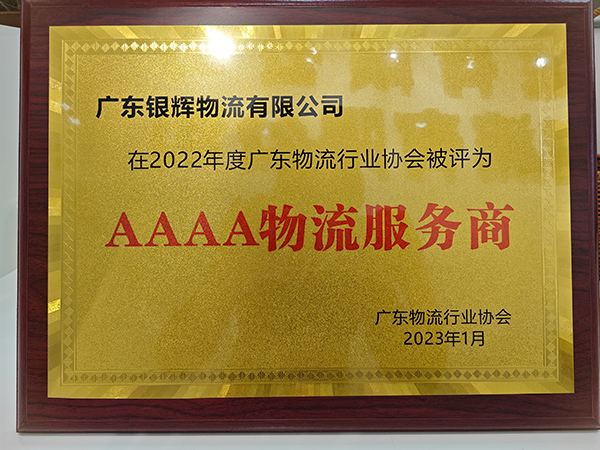 广东银辉物流有限公司
在2022年度广东物流行业协会被评为
AAAA物流服务商
广东物流行业协会
2023年1月